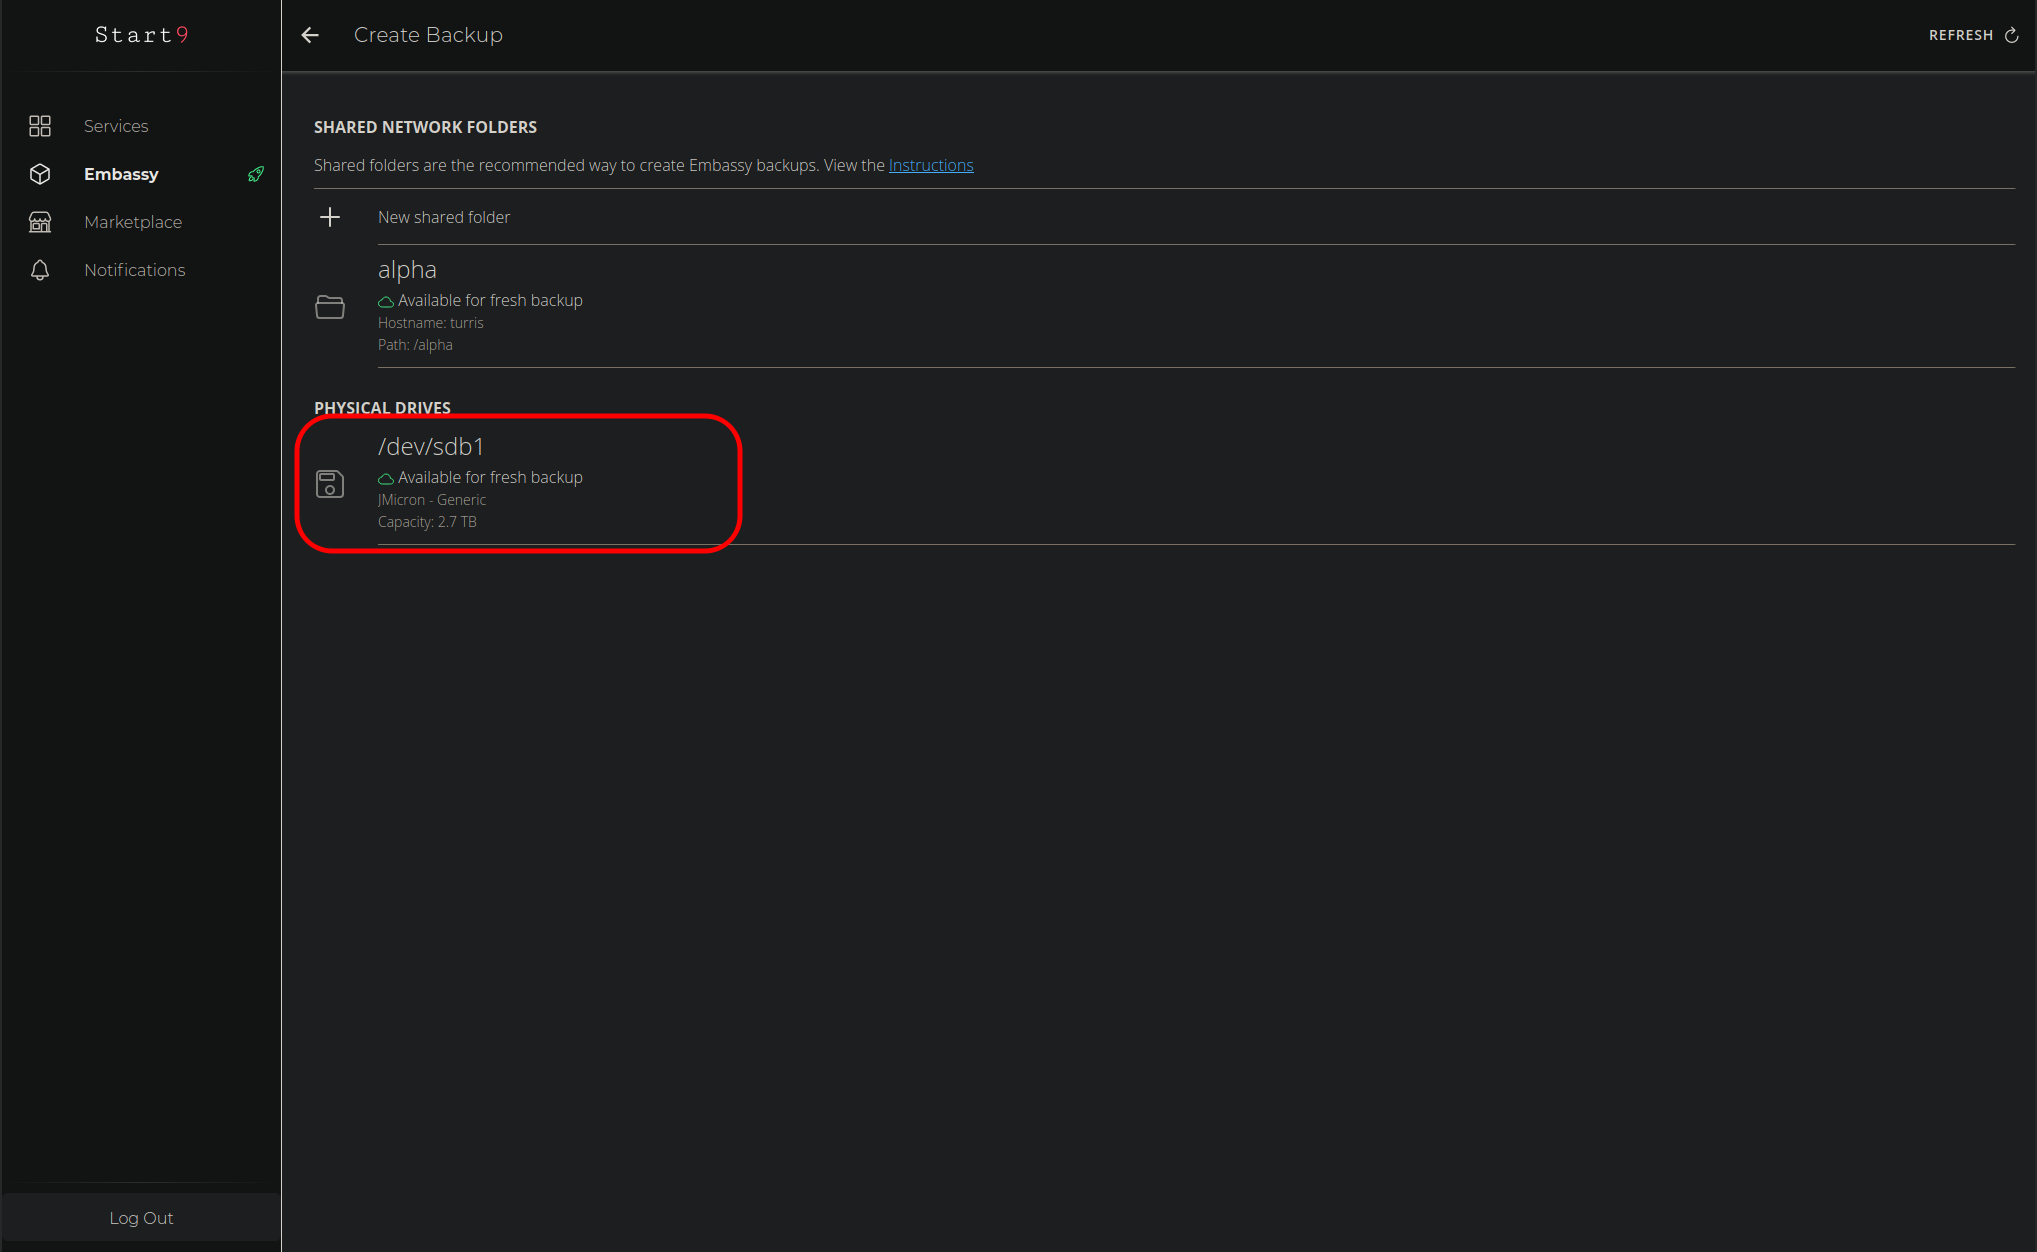 Start9
Services
Embassy
Marketplace
Notifications
Log Out
Create Backup
REFRESH
SHARED NETWORK FOLDERS
Shared folders are the recommended way to create Embassy backups. View the Instructions
New shared folder
alpha
Available for fresh backup
Hostname: turris
Path: /alpha
PHYSICAL DRIVES
/dev/sdb1
Available for fresh backup
JMicron - Generic
Capacity: 2.7 TB